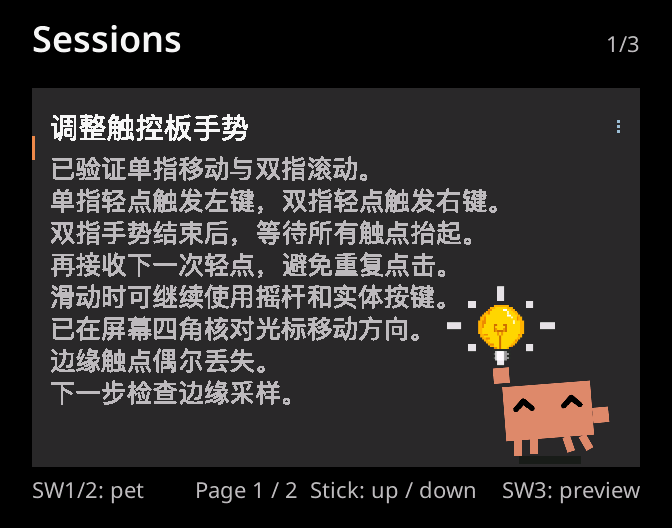 Sessions
1/3
调整触控板手势
已验证单指移动与双指滚动。
单指轻点触发左键，双指轻点触发右键。
双指手势结束后，等待所有触点抬起。
再接收下一次轻点，避免重复点击。
滑动时可继续使用摇杆和实体按键。
已在屏幕四角核对光标移动方向。
边缘触点偶尔丢失。
下一步检查边缘采样。
SW1/2: pet
Page 1 / 2
Stick: up / down
SW3: preview